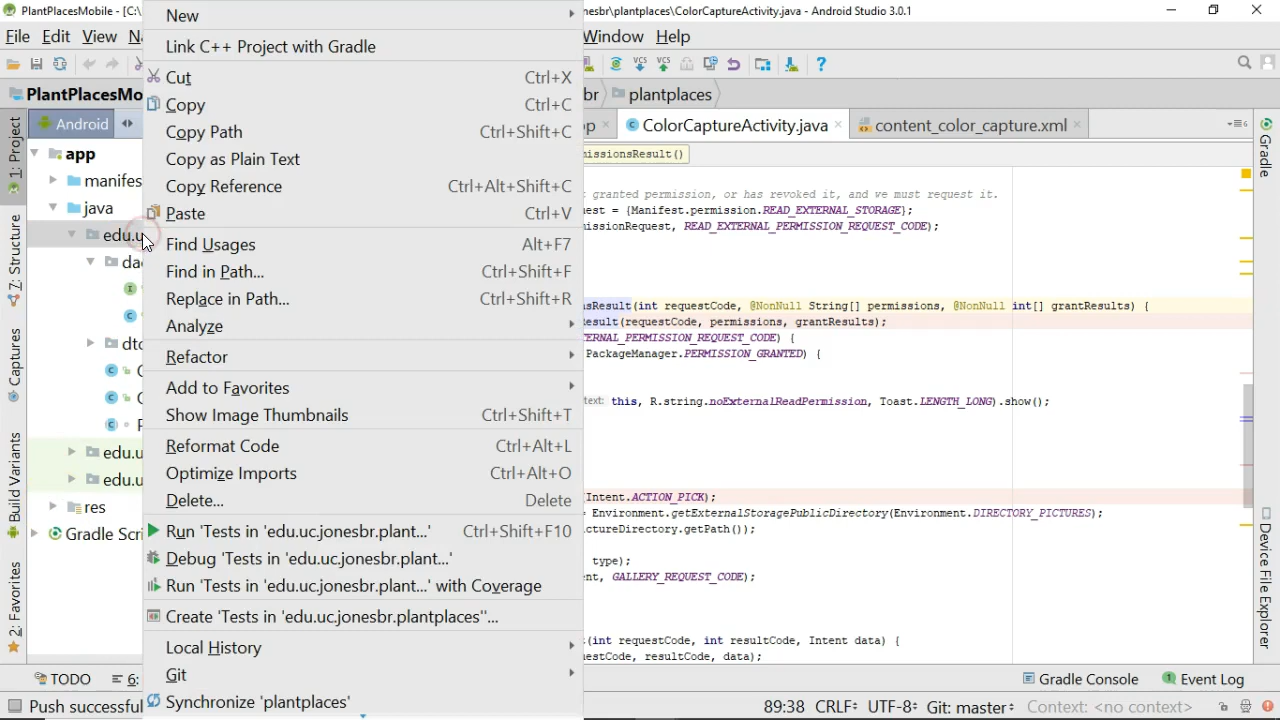 PlantPlacesMobile - [C:\
jonesbr\plantplaces\ColorCaptureActivity.java - Android Studio 3.0.1
File Edit View Window Help
PlantPlacesMo
br plantplaces
Android
ColorCaptureActivity.java content_color_capture.xml
issionsResult()
app
manifes
java
edu.u
dao
dto
edu.u
edu.u
res
Gradle Scri
1: Project
7: Structure
Captures
Build Variants
2: Favorites
New
Link C++ Project with Gradle
Cut Ctrl+X
Copy Ctrl+C
Copy Path Ctrl+Shift+C
Copy as Plain Text
Copy Reference Ctrl+Alt+Shift+C
Paste Ctrl+V
Find Usages Alt+F7
Find in Path... Ctrl+Shift+F
Replace in Path... Ctrl+Shift+R
Analyze
Refactor
Add to Favorites
Show Image Thumbnails Ctrl+Shift+T
Reformat Code Ctrl+Alt+L
Optimize Imports Ctrl+Alt+O
Delete... Delete
Run 'Tests in 'edu.uc.jonesbr.plant...' Ctrl+Shift+F10
Debug 'Tests in 'edu.uc.jonesbr.plant...'
Run 'Tests in 'edu.uc.jonesbr.plant...' with Coverage
Create 'Tests in 'edu.uc.jonesbr.plantplaces''...
Local History
Git
Synchronize 'plantplaces'
granted permission, or has revoked it, and we must request it.
est = {Manifest.permission.READ_EXTERNAL_STORAGE};
issionRequest, READ_EXTERNAL_PERMISSION_REQUEST_CODE);
nsResult(int requestCode, @NonNull String[] permissions, @NonNull int[] grantResults) {
esult(requestCode, permissions, grantResults);
ERNAL_PERMISSION_REQUEST_CODE) {
PackageManager.PERMISSION_GRANTED) {
text: this, R.string.noExternalReadPermission, Toast.LENGTH_LONG).show();
(Intent.ACTION_PICK);
= Environment.getExternalStoragePublicDirectory(Environment.DIRECTORY_PICTURES);
ctureDirectory.getPath());
type);
ent, GALLERY_REQUEST_CODE);
t(int requestCode, int resultCode, Intent data) {
uestCode, resultCode, data);
Gradle
Device File Explorer
TODO 6: Gradle Console 1 Event Log
Push successful 89:38 CRLF UTF-8 Git: master Context: <no context>